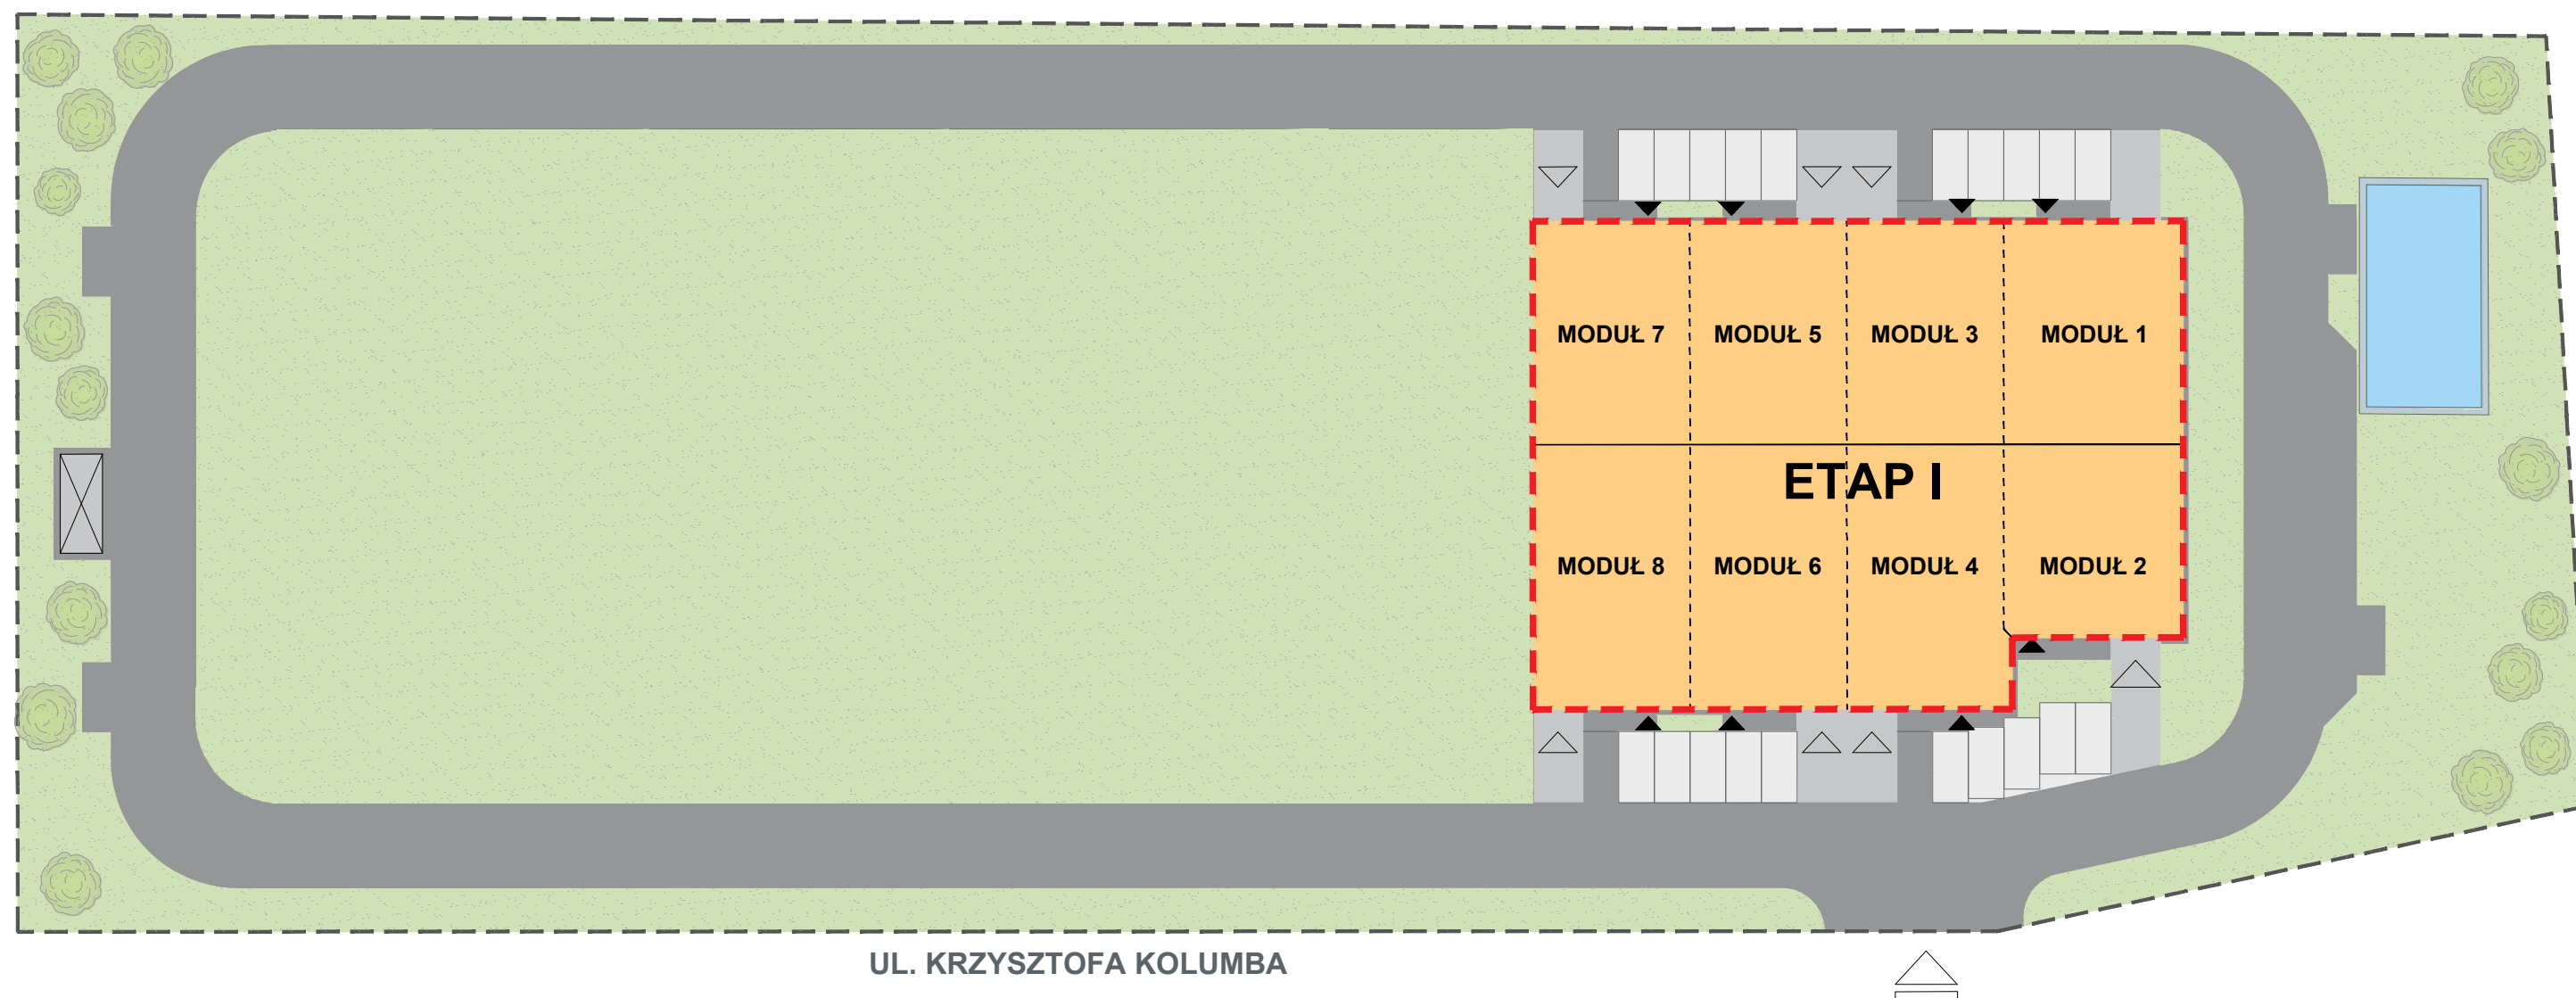 MODUŁ 7 MODUŁ 5 MODUŁ 3 MODUŁ 1
ETAP I
MODUŁ 8 MODUŁ 6 MODUŁ 4 MODUŁ 2
UL. KRZYSZTOFA KOLUMBA